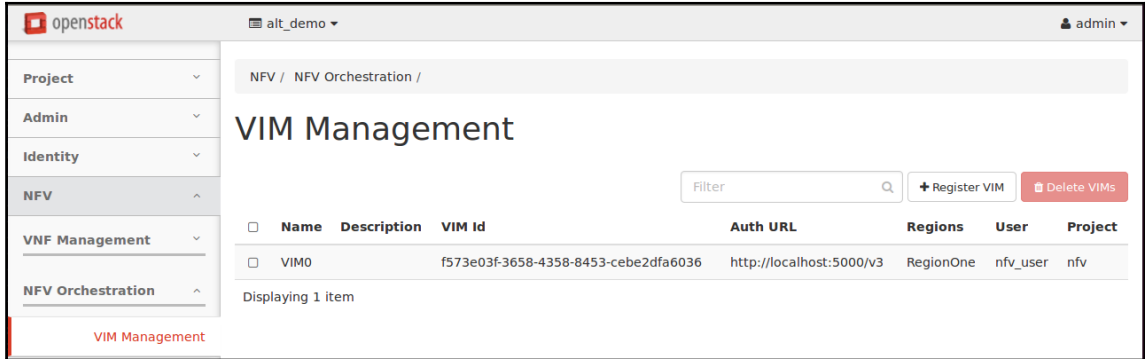 openstack alt_demo admin
Project
Admin
Identity
NFV
VNF Management
NFV Orchestration
VIM Management
NFV / NFV Orchestration /
VIM Management
Filter Register VIM Delete VIMs
Name Description VIM Id Auth URL Regions User Project
VIM0 f573e03f-3658-4358-8453-cebe2dfa6036 http://localhost:5000/v3 RegionOne nfv_user nfv
Displaying 1 item